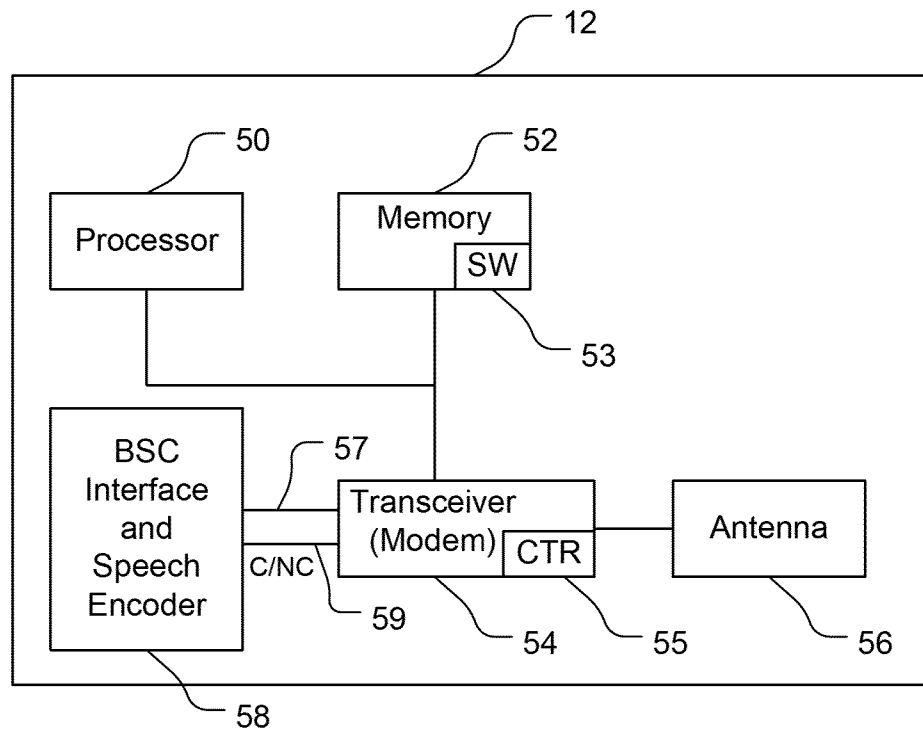 12
50
52
Processor
Memory
SW
53
BSC
Interface
and
Speech
Encoder
57
Transceiver
(Modem)
CTR
Antenna
C/NC
59
54
55
56
58